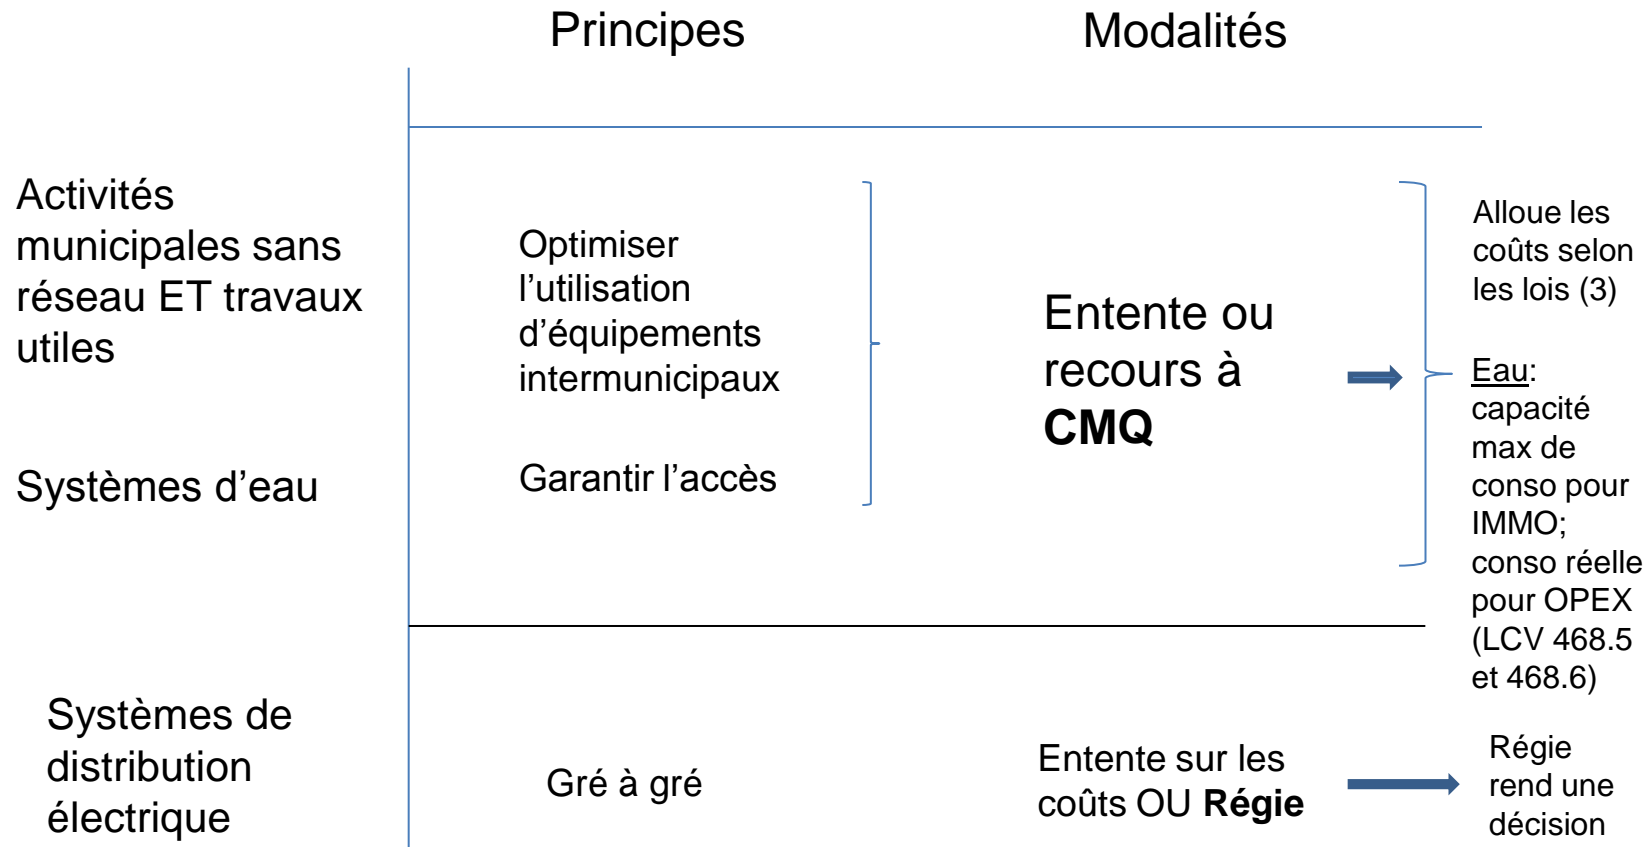 Principes
Modalités
Activités
municipales sans
réseau ET travaux
utiles
Systèmes d’eau
Optimiser
l’utilisation
d’équipements
intermunicipaux
Garantir l’accès
Entente ou
recours à
CMQ
Alloue les
coûts selon
les lois (3)
Eau:
capacité
max de
conso pour
IMMO;
conso réelle
pour OPEX
(LCV 468.5
et 468.6)
Systèmes de
distribution
électrique
Gré à gré
Entente sur les
coûts OU Régie
Régie
rend une
décision